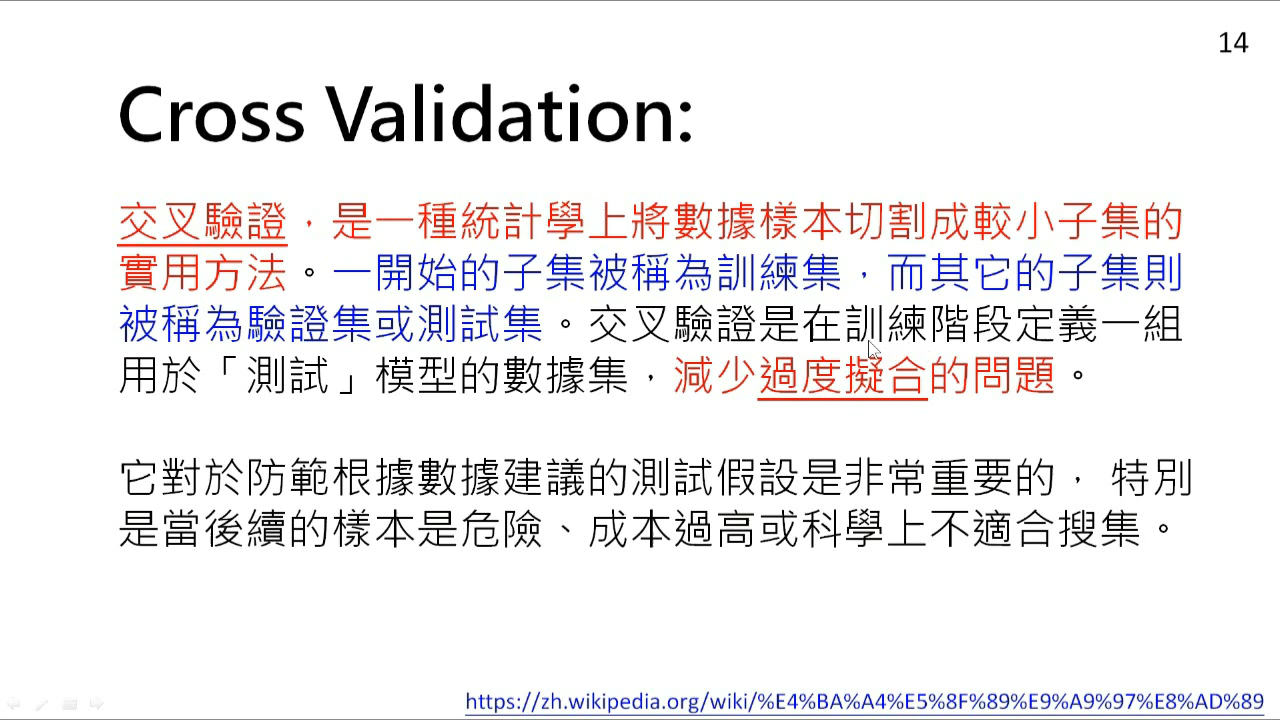 14
Cross Validation:
交叉驗證，是一種統計學上將數據樣本切割成較小子集的
實用方法。一開始的子集被稱為訓練集，而其它的子集則
被稱為驗證集或測試集。交叉驗證是在訓練階段定義一組
用於「測試」模型的數據集，減少過度擬合的問題。
它對於防範根據數據建議的測試假設是非常重要的， 特別
是當後續的樣本是危險、成本過高或科學上不適合搜集。
https://zh.wikipedia.org/wiki/%E4%BA%A4%E5%8F%89%E9%A9%97%E8%AD%89